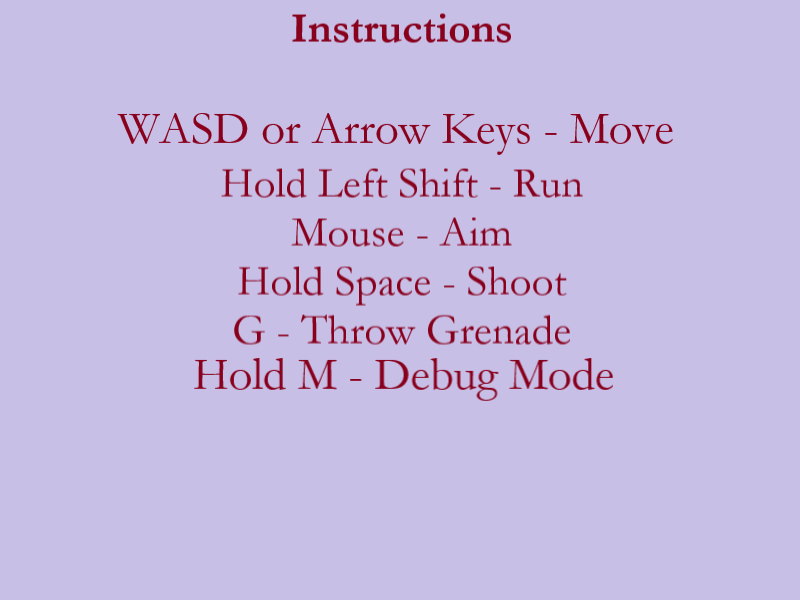 Instructions
WASD or Arrow Keys - Move
Hold Left Shift - Run
Mouse - Aim
Hold Space - Shoot
G - Throw Grenade
Hold M - Debug Mode